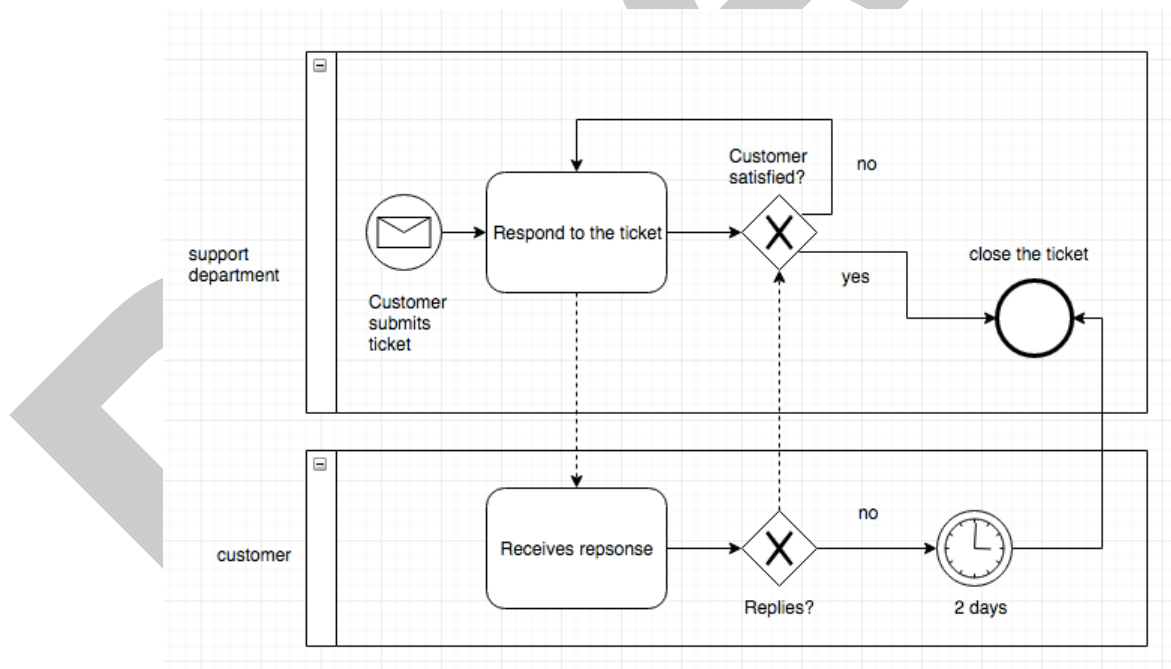 Customer
satisfied?
no
Respond to the ticket
support
department
close the ticket
yes
Customer
submits
ticket
no
Receives repsonse
customer
Replies?
2 days